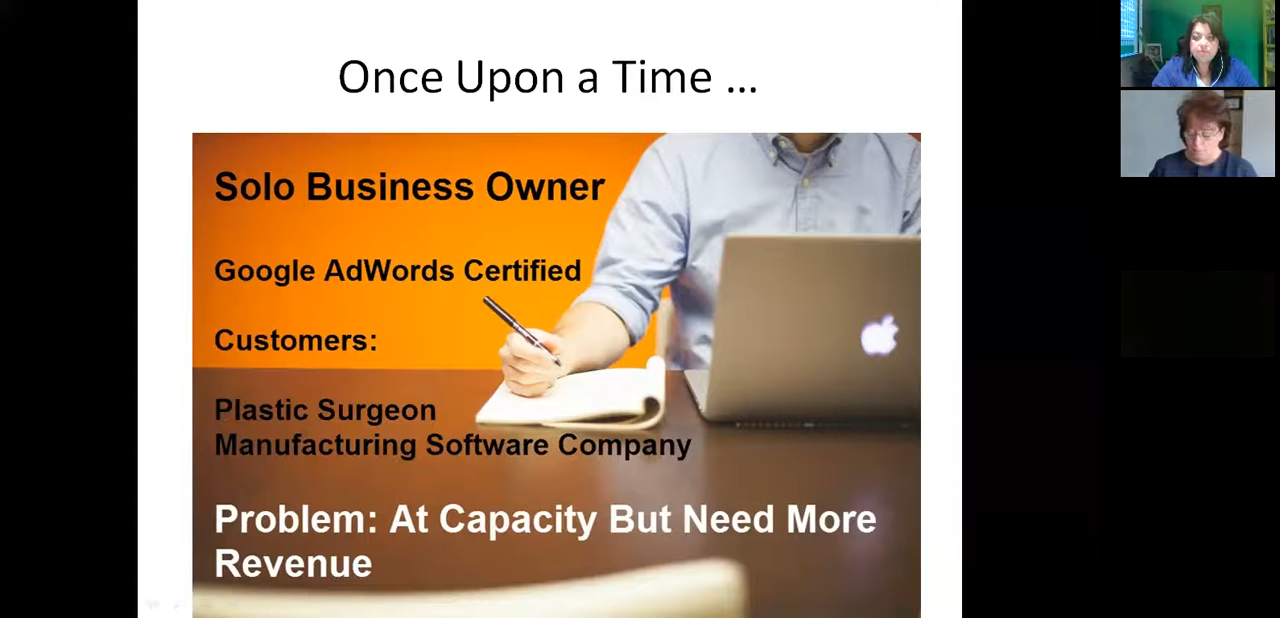 Once Upon a Time ...
Solo Business Owner
Google AdWords Certified
Customers:
Plastic Surgeon
Manufacturing Software Company
Problem: At Capacity But Need More
Revenue